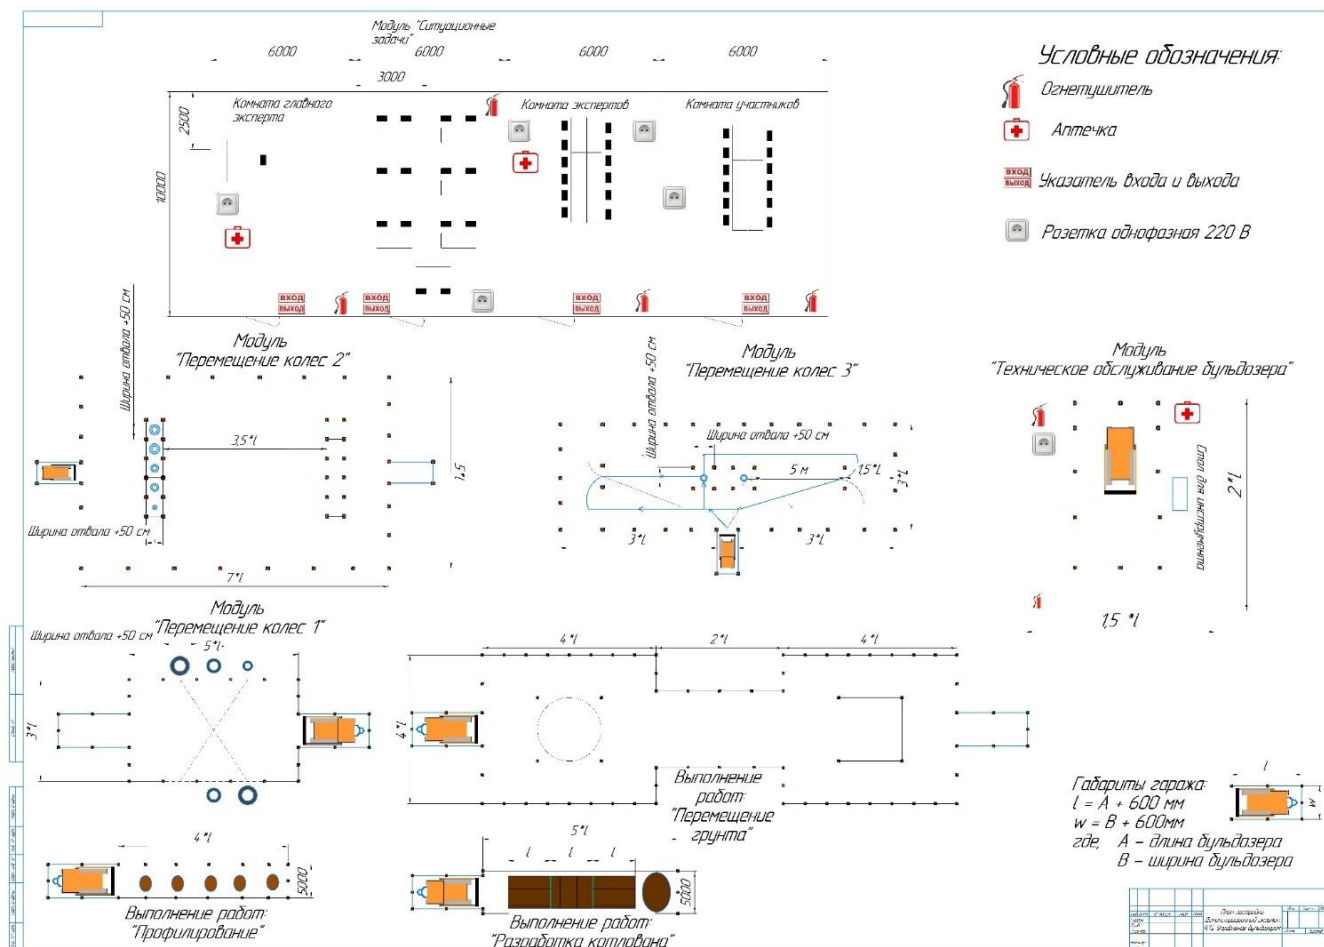 Модуль "Ситуационные
задачи"
6000
6000
6000
6000
3000
Комната главного
эксперта
Комната экспертов
Комната участников
2500
10000
ВХОД
ВЫХОД
ВХОД
ВЫХОД
ВХОД
ВЫХОД
ВХОД
ВЫХОД
Условные обозначения:
Огнетушитель
Аптечка
ВХОД
ВЫХОД
Указатель входа и выхода
Розетка однофазная 220 В
Модуль
"Перемещение колес 2"
Ширина отвала +50 см
3,5*l
Ширина отвала +50 см
7*l
Модуль
"Перемещение колес 3"
Ширина отвала +50 см
Ширина отвала +50 см
5 м
1,5*l
3*l
3*l
3*l
Модуль
"Техническое обслуживание бульдозера"
Стол для инструмента
2*l
1,5 *l
Модуль
"Перемещение колес 1"
Ширина отвала +50 см
5*l
3*l
4*l
2*l
4*l
4*l
Выполнение
работ:
"Перемещение
грунта"
4*l
5000
Выполнение работ:
"Профилирование"
5*l
l
l
l
5000
Выполнение работ:
"Разработка котлована"
Габариты гаража:
l = A + 600 мм
w = B + 600мм
где, A - длина бульдозера
B - ширина бульдозера
l
w
План застройки